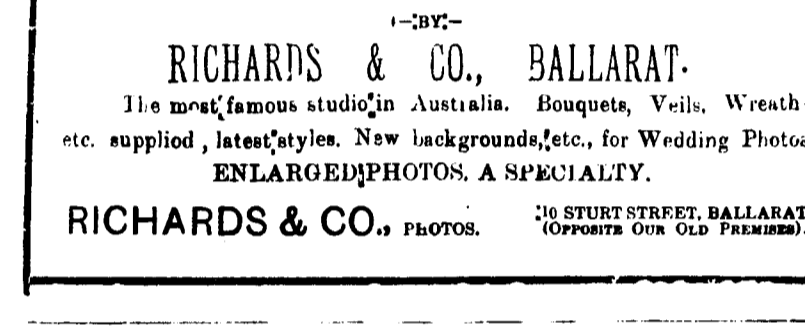 —:BY:—
RICHARDS & CO., BALLARAT.
The most famous studio in Australia. Bouquets, Veils, Wreath
etc. suppliod, latest styles. New backgrounds, etc., for Wedding Photos
ENLARGED PHOTOS. A SPECIALTY.
RICHARDS & CO., PHOTOS.
10 STURT STREET, BALLARAT
(OPPOSITE OUR OLD PREMISES).